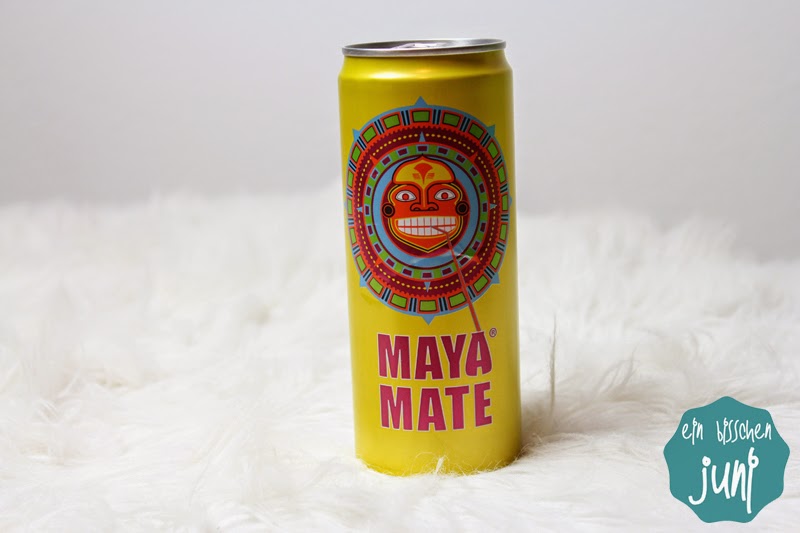 MAYA®
MATE
ein bisschen
juni